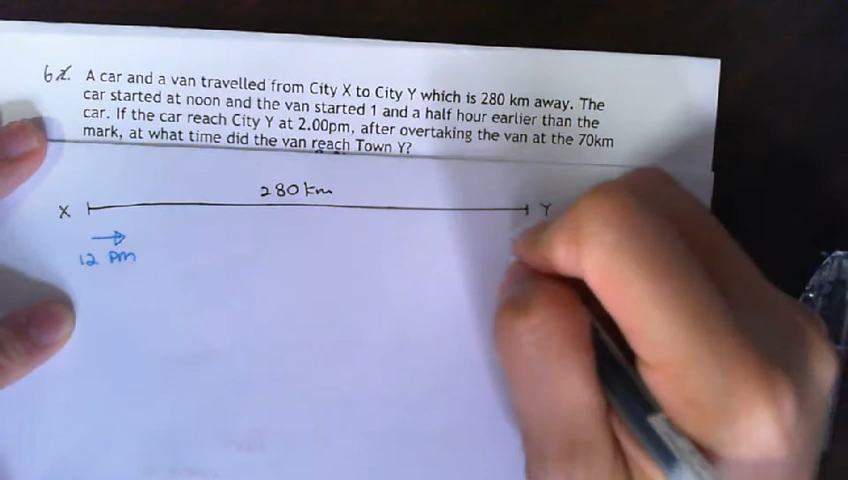 62. A car and a van travelled from City X to City Y which is 280 km away. The
car started at noon and the van started 1 and a half hour earlier than the
car. If the car reach City Y at 2.00pm, after overtaking the van at the 70km
mark, at what time did the van reach Town Y?
280 km
X Y
12 pm